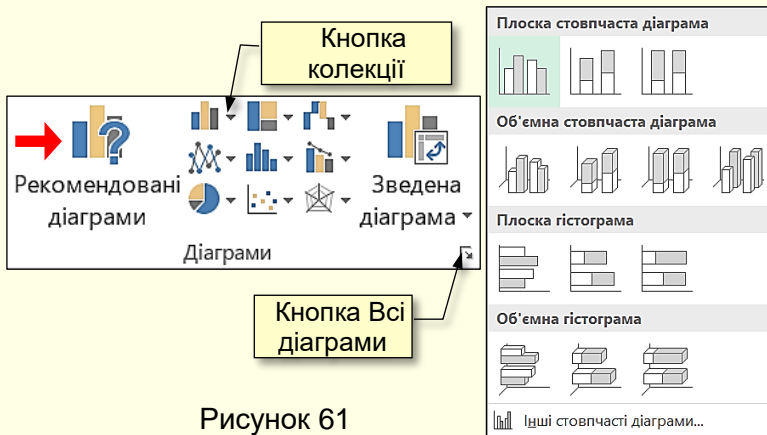 Кнопка
колекції
Рекомендовані
діаграми
Зведена
діаграма
Діаграми
Кнопка Всі
діаграми
Рисунок 61
Плоска стовпчаста діаграма
Об'ємна стовпчаста діаграма
Плоска гістограма
Об'ємна гістограма
Інші стовпчасті діаграми...